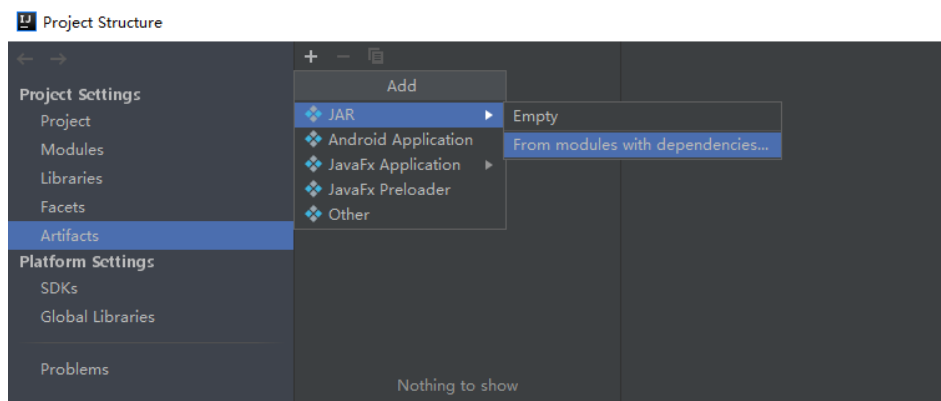 Project Structure
Project Settings
Project
Modules
Libraries
Facets
Artifacts
Platform Settings
SDKs
Global Libraries
Problems
Add
JAR
Android Application
JavaFx Application
JavaFx Preloader
Other
Empty
From modules with dependencies...
Nothing to show